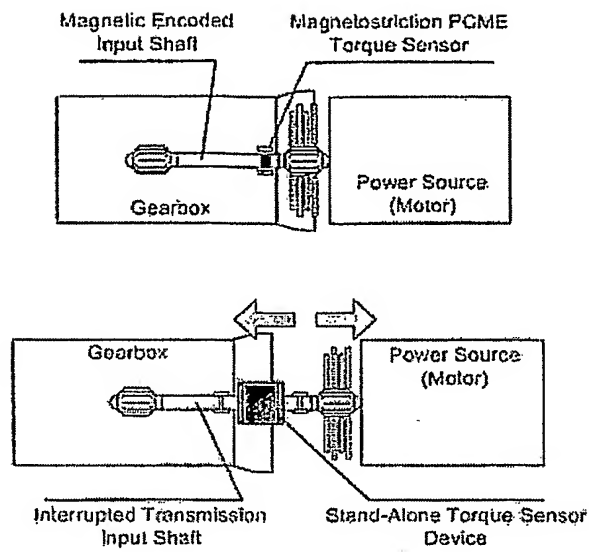 Magnetic Encoded
Input Shaft
Magnetostriction PCME
Torque Sensor
Gearbox
Power Source
(Motor)
Gearbox
Power Source
(Motor)
Interrupted Transmission
Input Shaft
Stand-Alone Torque Sensor
Device